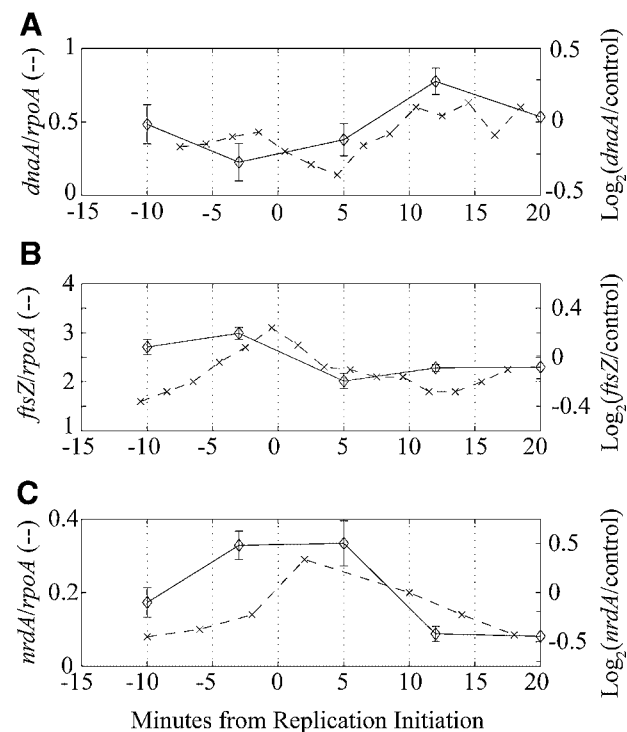 A
dnaA/rpoA (--)
1
0.5
0
0.5
0
-0.5
Log2(dnaA/control)
-15 -10 -5 0 5 10 15 20
B
ftsZ/rpoA (--)
4
3
2
1
0.4
0
-0.4
Log2(ftsZ/control)
-15 -10 -5 0 5 10 15 20
C
nrdA/rpoA (--)
0.4
0.2
0
0.5
0
-0.5
Log2(nrdA/control)
-15 -10 -5 0 5 10 15 20
Minutes from Replication Initiation